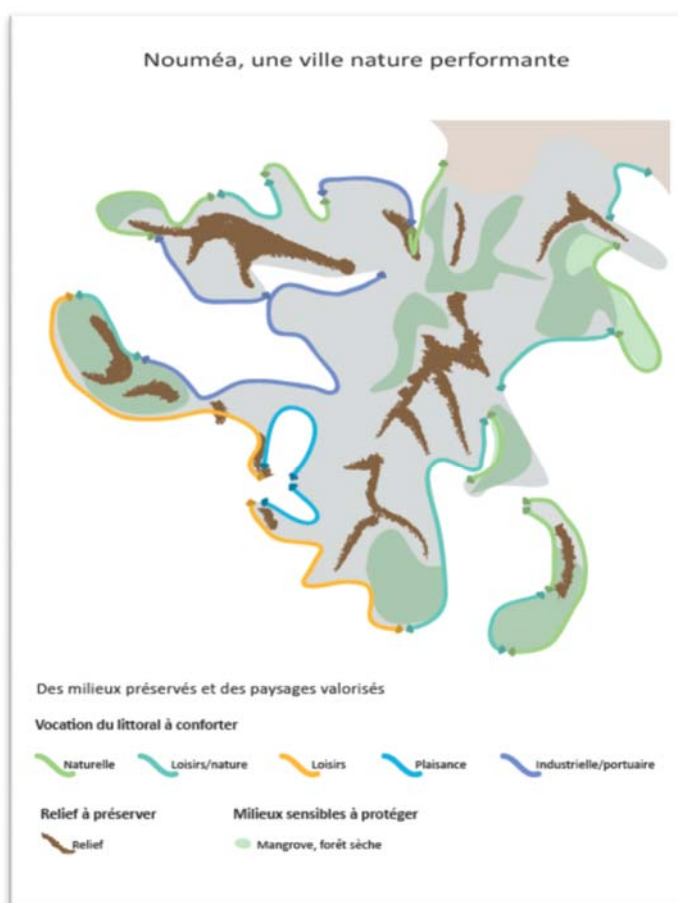 Nouméa, une ville nature performante
Des milieux préservés et des paysages valorisés
Vocation du littoral à conforter
Naturelle Loisirs/nature Loisirs Plaisance Industrielle/portuaire
Relief à préserver Milieux sensibles à protéger
Relief Mangrove, forêt sèche